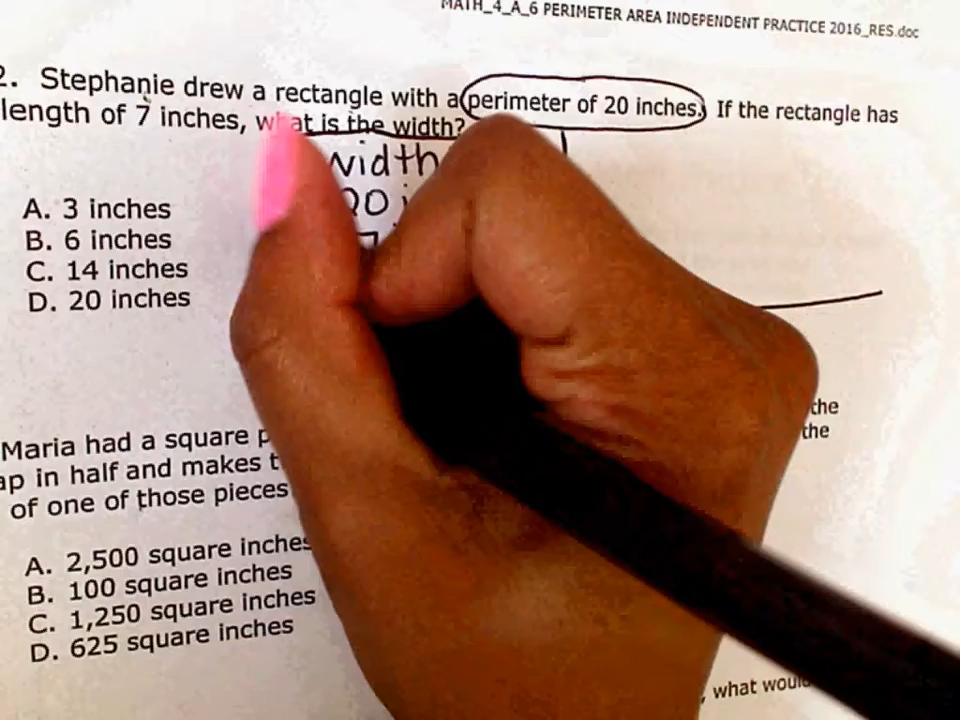 MATH_4_A_6 PERIMETER AREA INDEPENDENT PRACTICE 2016_RES.doc
2. Stephanie drew a rectangle with a perimeter of 20 inches. If the rectangle has
length of 7 inches, what is the width?
width
20
7
A. 3 inches
B. 6 inches
C. 14 inches
D. 20 inches
the
Maria had a square
the
in half and makes
of one of those pieces
A. 2,500 square inches
B. 100 square inches
C. 1,250 square inches
D. 625 square inches
, what would